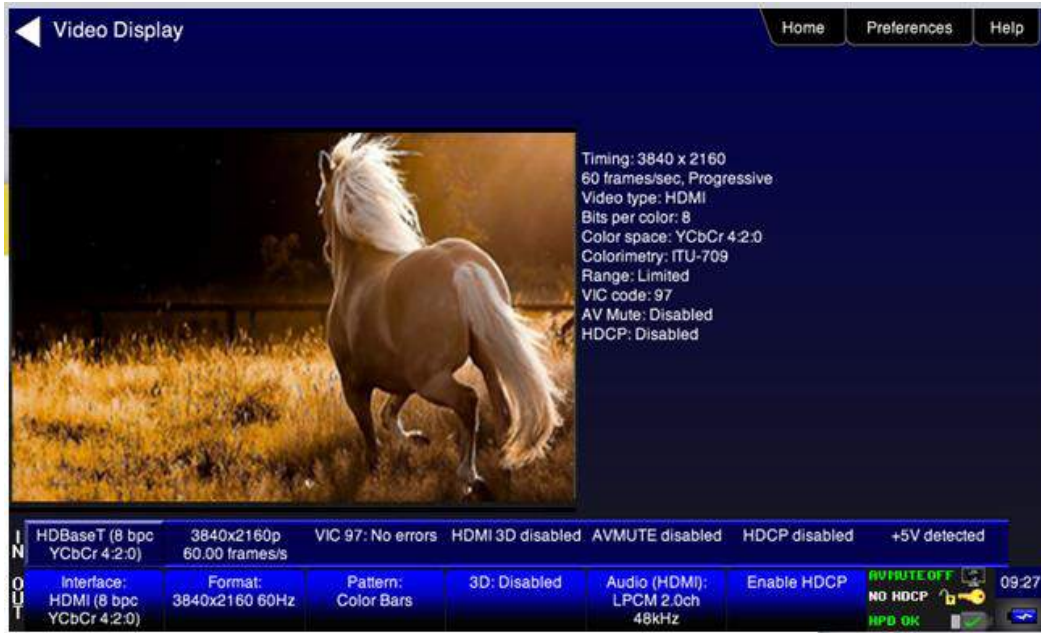 Video Display
Home
Preferences
Help
Timing: 3840 x 2160
60 frames/sec, Progressive
Video type: HDMI
Bits per color: 8
Color space: YCbCr 4:2:0
Colorimetry: ITU-709
Range: Limited
VIC code: 97
AV Mute: Disabled
HDCP: Disabled
IN
HDBaseT (8 bpc
YCbCr 4:2:0)
3840x2160p
60.00 frames/s
VIC 97: No errors
HDMI 3D disabled
AVMUTE disabled
HDCP disabled
+5V detected
OUT
Interface:
HDMI (8 bpc
YCbCr 4:2:0)
Format:
3840x2160 60Hz
Pattern:
Color Bars
3D: Disabled
Audio (HDMI):
LPCM 2.0ch
48kHz
Enable HDCP
AVMUTE OFF
NO HDCP
HPD OK
09:27